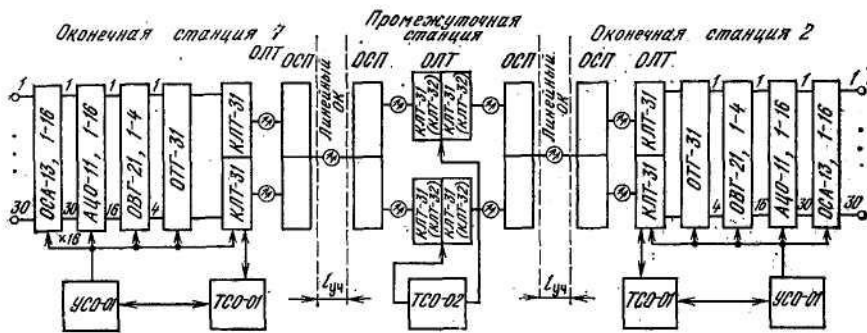 Оконечная станция 1
ОЛТ
ОСП
Линейный ОК
Промежуточная станция
ОСП
ОЛТ
ОСП
Линейный ОК
Оконечная станция 2
ОСП
ОЛТ
1
1
1
1
30
30
16
4
×16
ОСА-13, 1-16
АЦО-11, 1-16
ОВГ-21, 1-4
ОТГ-31
КЛТ-31
КЛТ-31
КЛТ-31 (КЛТ-32)
КЛТ-31 (КЛТ-32)
КЛТ-31 (КЛТ-32)
КЛТ-31 (КЛТ-32)
КЛТ-31
КЛТ-31
ОТГ-31
ОВГ-21, 1-4
АЦО-11, 1-16
ОСА-13, 1-16
1
1
1
1
4
16
30
30
УСО-01
ТСО-01
lуч
ТСО-02
lуч
ТСО-01
УСО-01